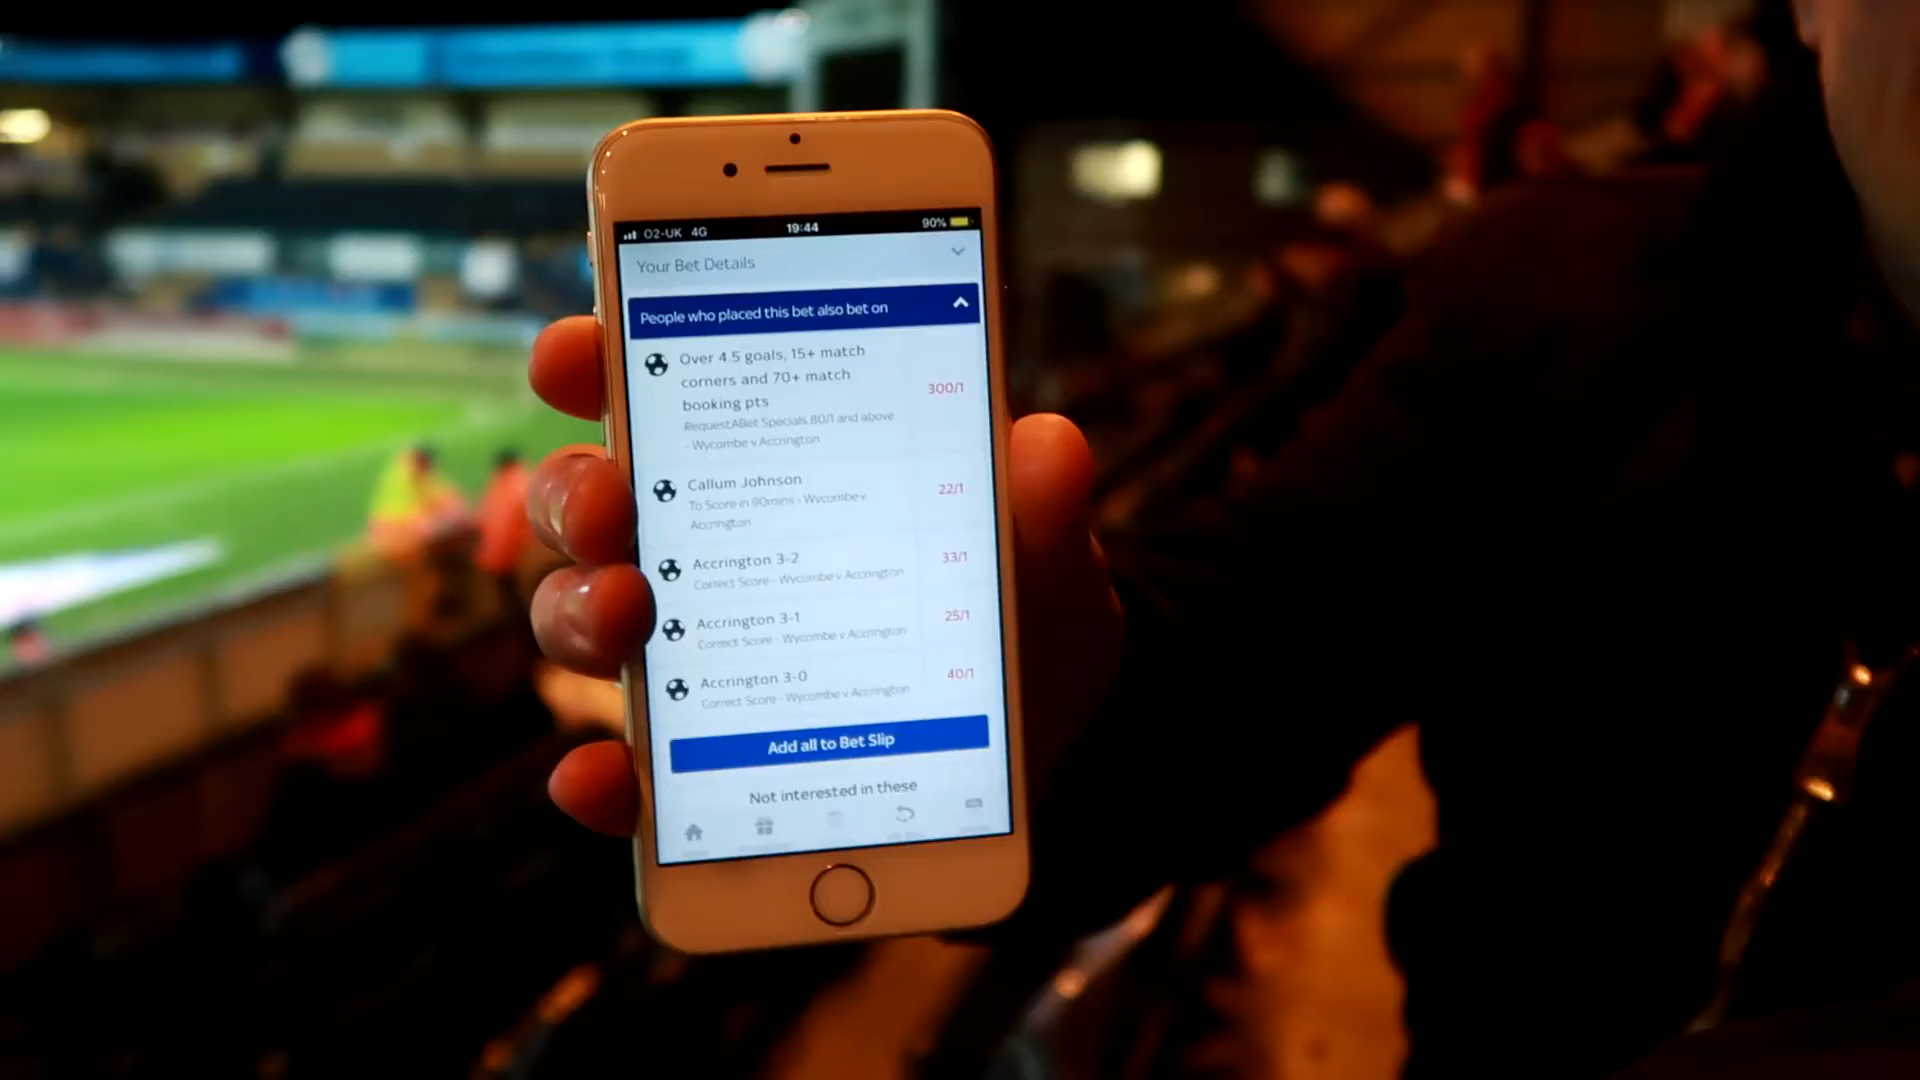 O2-UK 4G 19:44 90%
Your Bet Details
People who placed this bet also bet on
Over 4.5 goals, 15+ match
corners and 70+ match
booking pts
300/1
RequestABet Specials 80/1 and above
- Wycombe v Accrington
Callum Johnson
22/1
To Score in 90mins - Wycombe v
Accrington
Accrington 3-2
33/1
Correct Score - Wycombe v Accrington
Accrington 3-1
25/1
Correct Score - Wycombe v Accrington
Accrington 3-0
40/1
Correct Score - Wycombe v Accrington
Add all to Bet Slip
Not interested in these